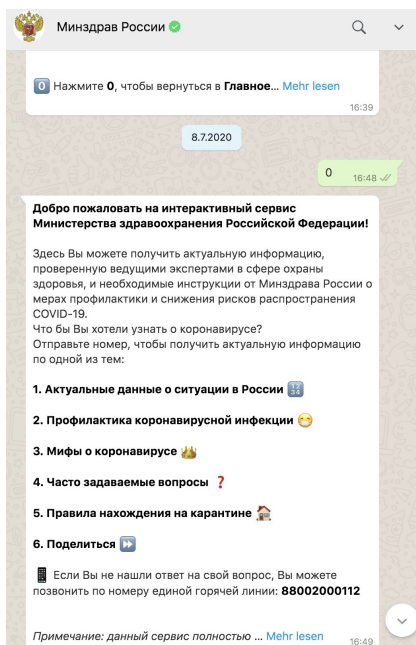 Минздрав России
0 Нажмите 0, чтобы вернуться в Главное... Mehr lesen
16:39
8.7.2020
0
16:48
Добро пожаловать на интерактивный сервис
Министерства здравоохранения Российской Федерации!
Здесь Вы можете получить актуальную информацию,
проверенную ведущими экспертами в сфере охраны
здоровья, и необходимые инструкции от Минздрава России о
мерах профилактики и снижения рисков распространения
COVID-19.
Что бы Вы хотели узнать о коронавирусе?
Отправьте номер, чтобы получить актуальную информацию
по одной из тем:
1. Актуальные данные о ситуации в России 🔢
2. Профилактика коронавирусной инфекции 😷
3. Мифы о коронавирусе 👑
4. Часто задаваемые вопросы ❓
5. Правила нахождения на карантине 🏠
6. Поделиться ⏩
📱 Если Вы не нашли ответ на свой вопрос, Вы можете
позвонить по номеру единой горячей линии: 88002000112
Примечание: данный сервис полностью ... Mehr lesen
16:49